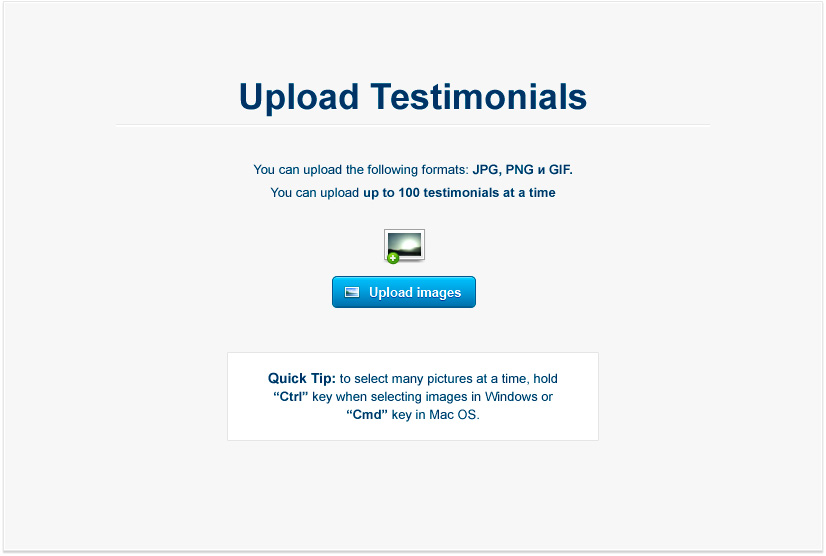 Upload Testimonials
You can upload the following formats: JPG, PNG и GIF.
You can upload up to 100 testimonials at a time
Upload images
Quick Tip: to select many pictures at a time, hold
“Ctrl” key when selecting images in Windows or
“Cmd” key in Mac OS.